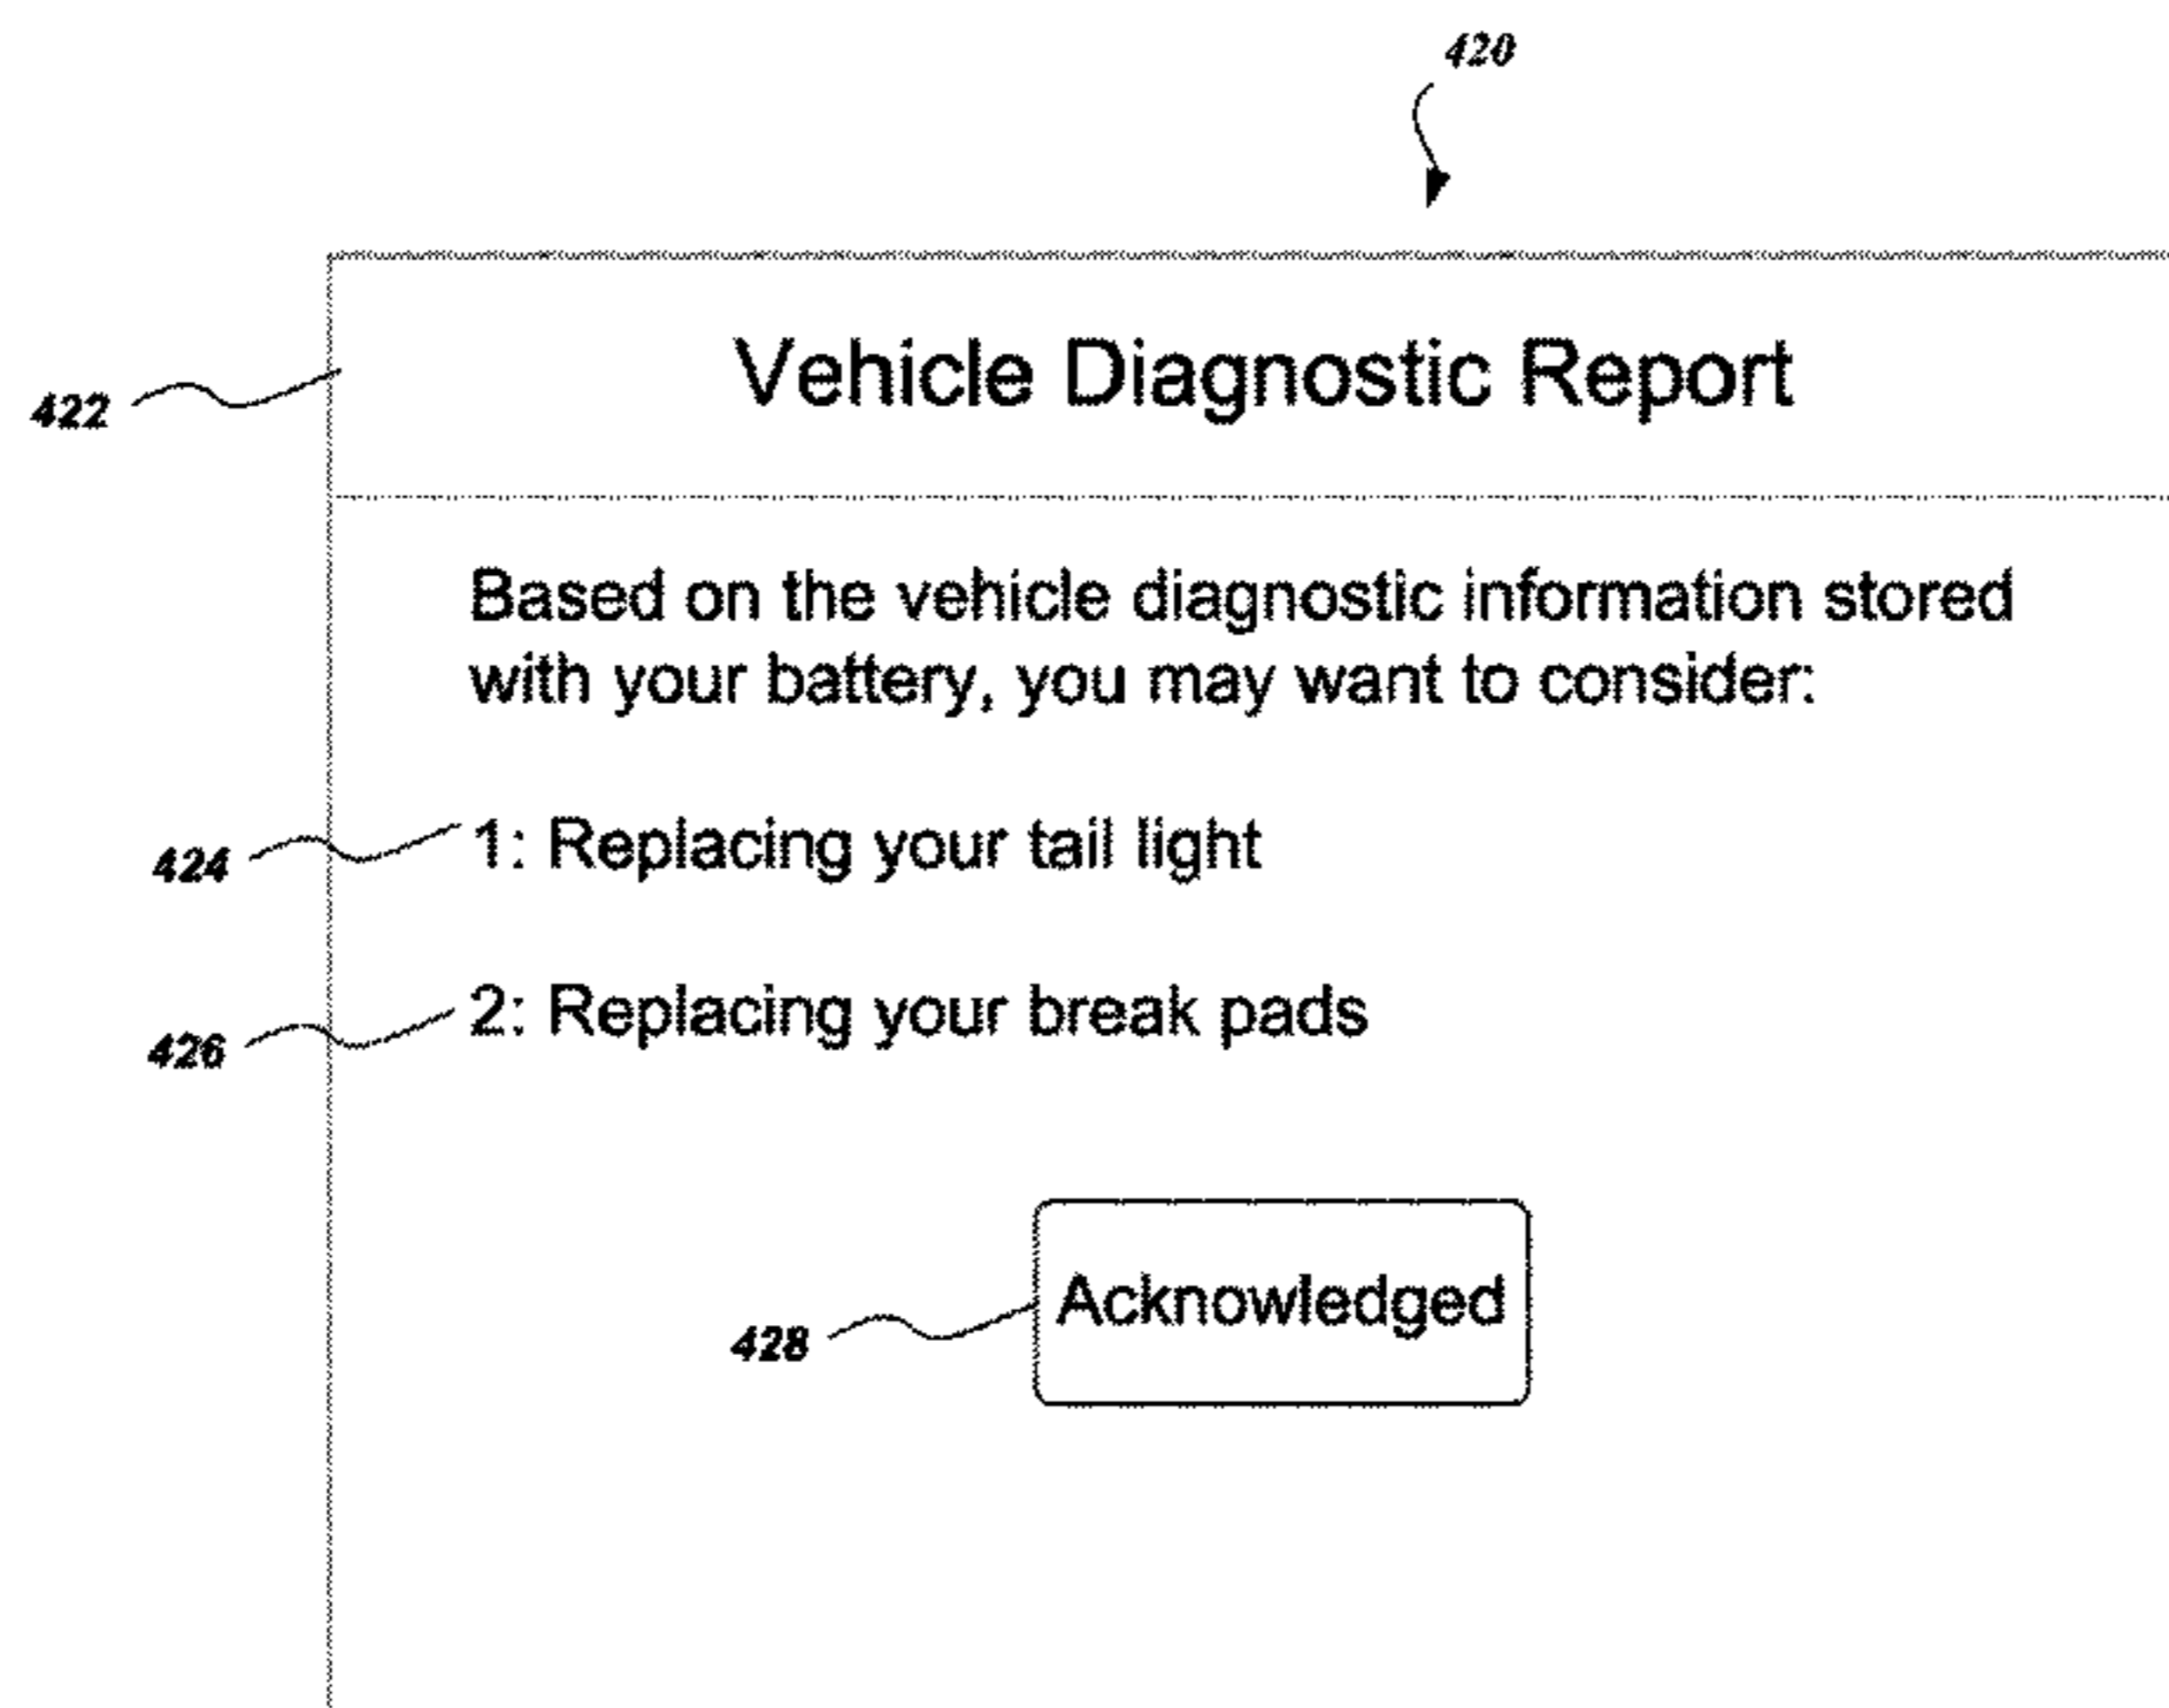 420
Vehicle Diagnostic Report
422
Based on the vehicle diagnostic information stored
with your battery, you may want to consider:
424 1: Replacing your tail light
426 2: Replacing your break pads
428 Acknowledged